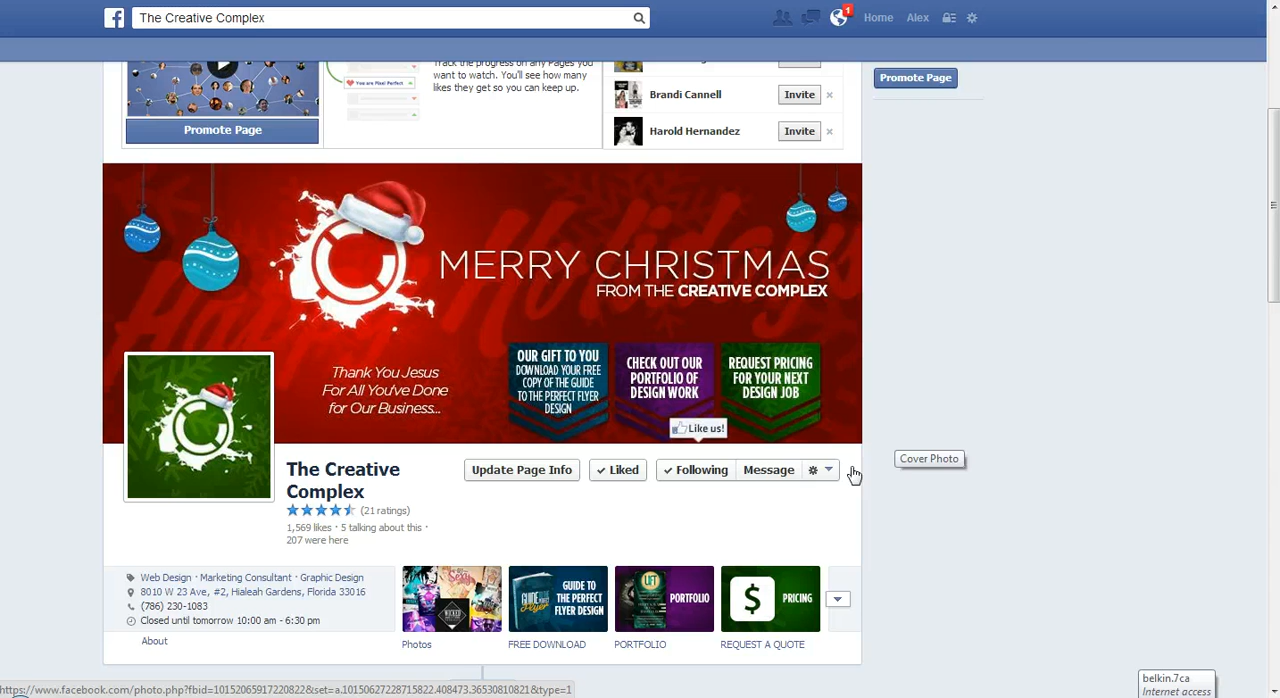 The Creative Complex
1
Home
Alex
Track the progress on any Pages you
want to watch. You'll see how many
likes they get so you can keep up.
You are Pixel Perfect
Promote Page
Brandi Cannell
Invite
Harold Hernandez
Invite
Promote Page
Happy Holidays
MERRY CHRISTMAS
FROM THE CREATIVE COMPLEX
Thank You Jesus
For All You've Done
for Our Business...
OUR GIFT TO YOU
DOWNLOAD YOUR FREE
COPY OF THE GUIDE
TO THE PERFECT FLYER
DESIGN
CHECK OUT OUR
PORTFOLIO OF
DESIGN WORK
REQUEST PRICING
FOR YOUR NEXT
DESIGN JOB
Like us!
The Creative
Complex
(21 ratings)
1,569 likes · 5 talking about this ·
207 were here
Update Page Info
Liked
Following
Message
Cover Photo
Web Design · Marketing Consultant · Graphic Design
8010 W 23 Ave, #2, Hialeah Gardens, Florida 33016
(786) 230-1083
Closed until tomorrow 10:00 am - 6:30 pm
About
GUIDE TO
THE PERFECT
FLYER DESIGN
PORTFOLIO
$
PRICING
Photos
FREE DOWNLOAD
PORTFOLIO
REQUEST A QUOTE
https://www.facebook.com/photo.php?fbid=10152065917220822&set=a.10150627228715822.408473.36530810821&type=1
belkin.7ca
Internet access